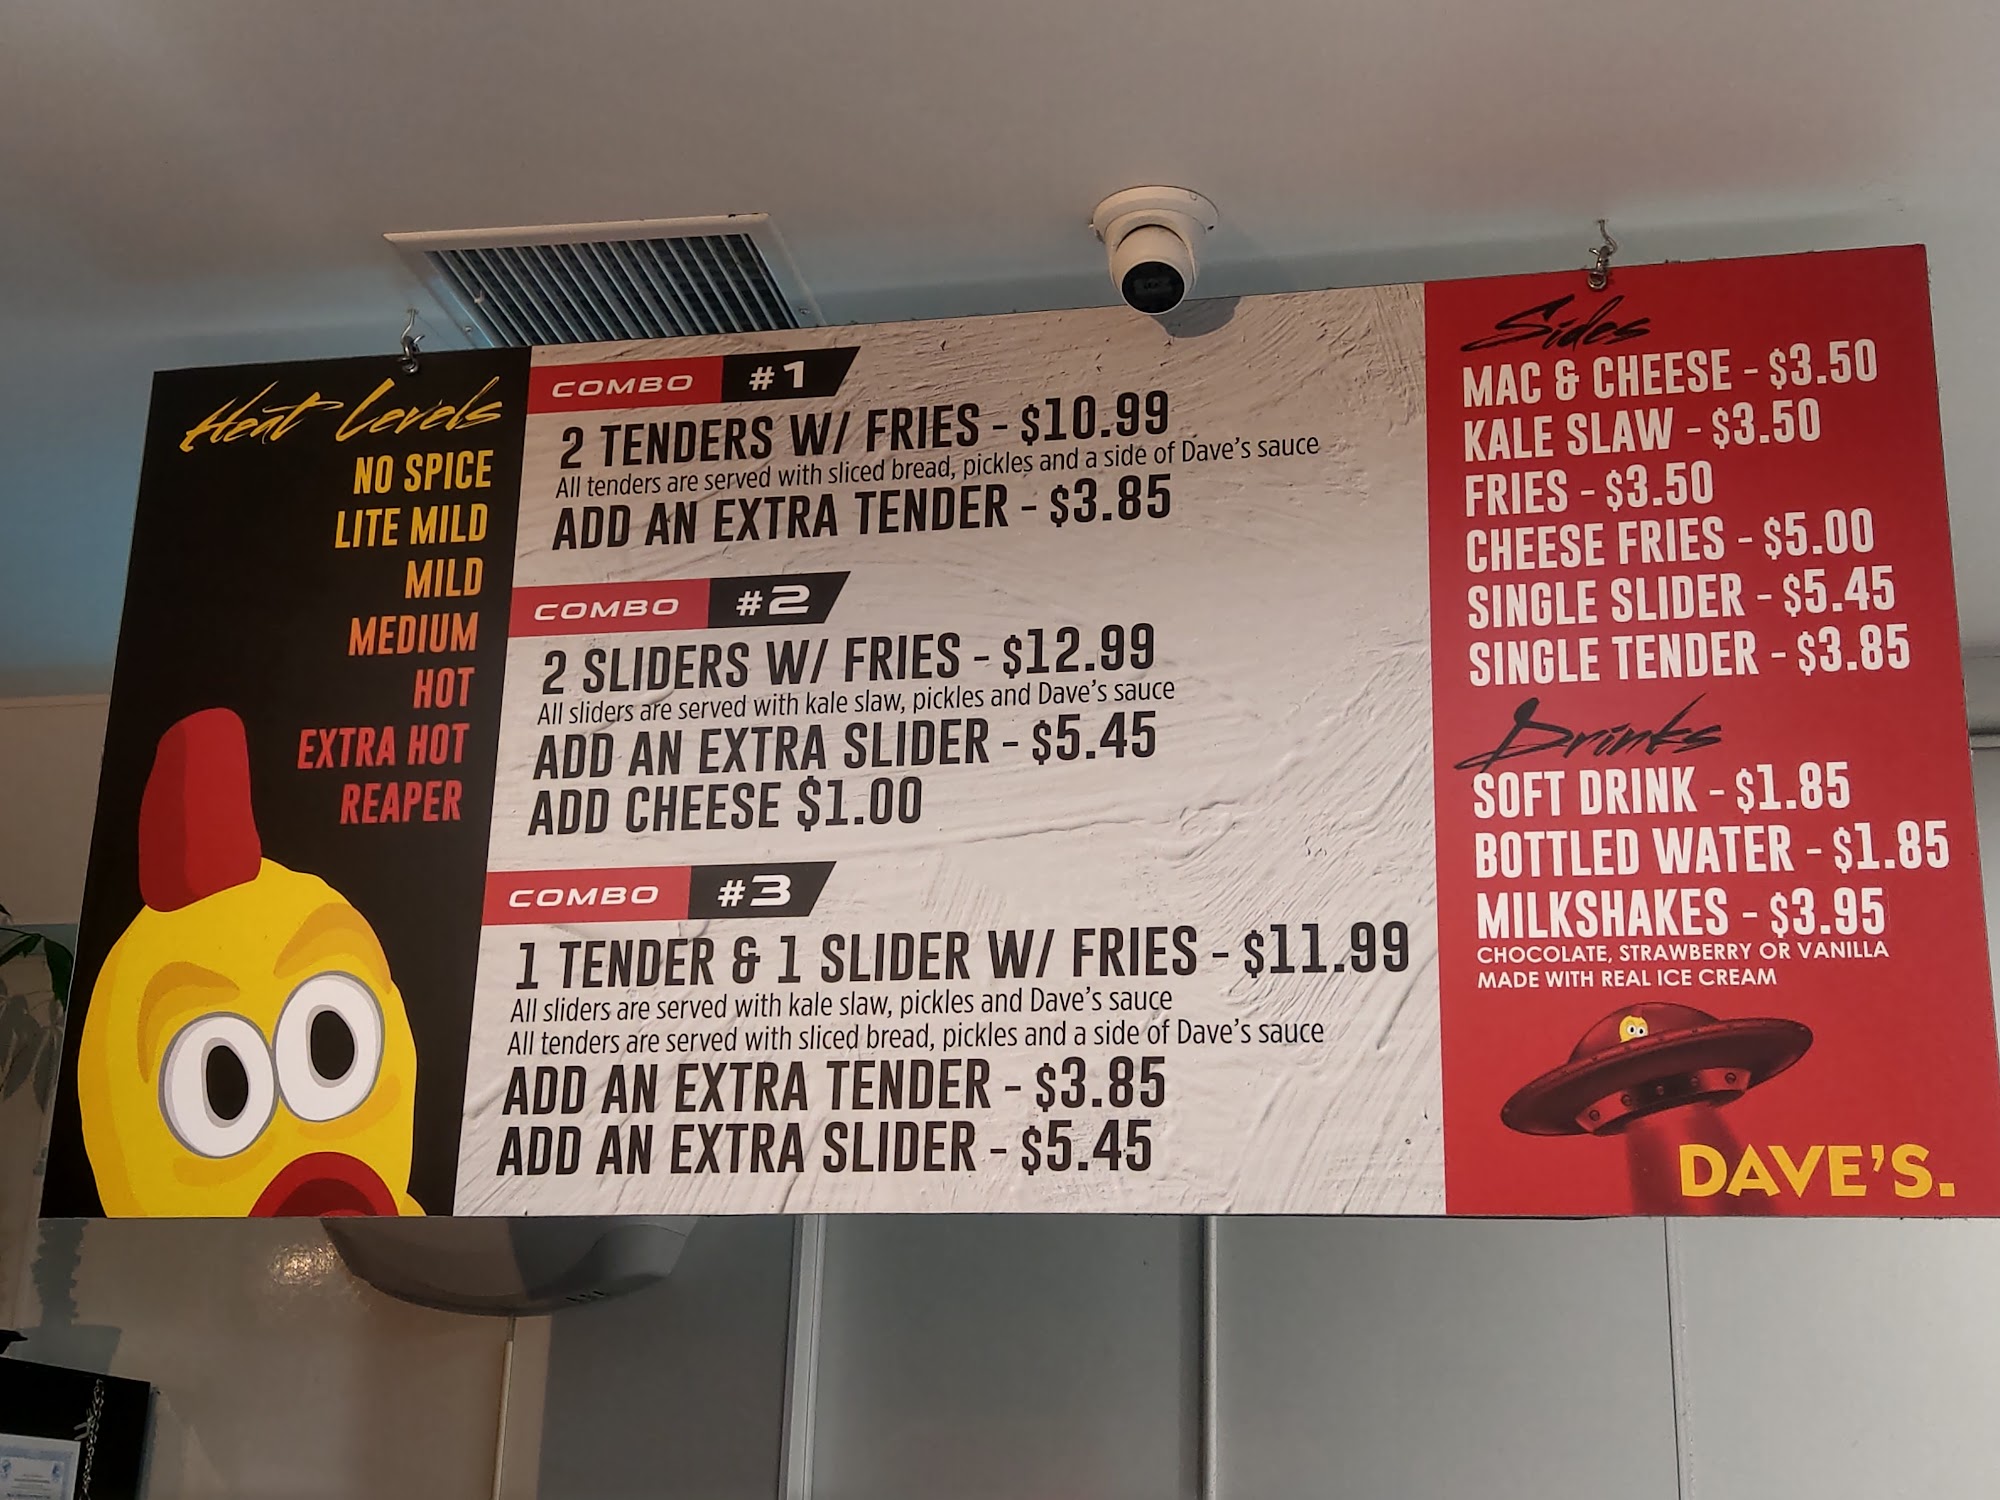 Heat Levels
NO SPICE
LITE MILD
MILD
MEDIUM
HOT
EXTRA HOT
REAPER
COMBO #1
2 TENDERS W/ FRIES - $10.99
All tenders are served with sliced bread, pickles and a side of Dave's sauce
ADD AN EXTRA TENDER - $3.85
COMBO #2
2 SLIDERS W/ FRIES - $12.99
All sliders are served with kale slaw, pickles and Dave's sauce
ADD AN EXTRA SLIDER - $5.45
ADD CHEESE $1.00
COMBO #3
1 TENDER & 1 SLIDER W/ FRIES - $11.99
All sliders are served with kale slaw, pickles and Dave's sauce
All tenders are served with sliced bread, pickles and a side of Dave's sauce
ADD AN EXTRA TENDER - $3.85
ADD AN EXTRA SLIDER - $5.45
Sides
MAC & CHEESE - $3.50
KALE SLAW - $3.50
FRIES - $3.50
CHEESE FRIES - $5.00
SINGLE SLIDER - $5.45
SINGLE TENDER - $3.85
Drinks
SOFT DRINK - $1.85
BOTTLED WATER - $1.85
MILKSHAKES - $3.95
CHOCOLATE, STRAWBERRY OR VANILLA
MADE WITH REAL ICE CREAM
DAVE'S.